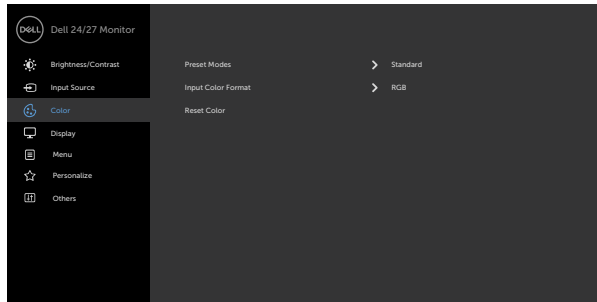 DELL Dell 24/27 Monitor
Brightness/Contrast Preset Modes Standard
Input Source Input Color Format RGB
Color Reset Color
Display
Menu
Personalize
Others